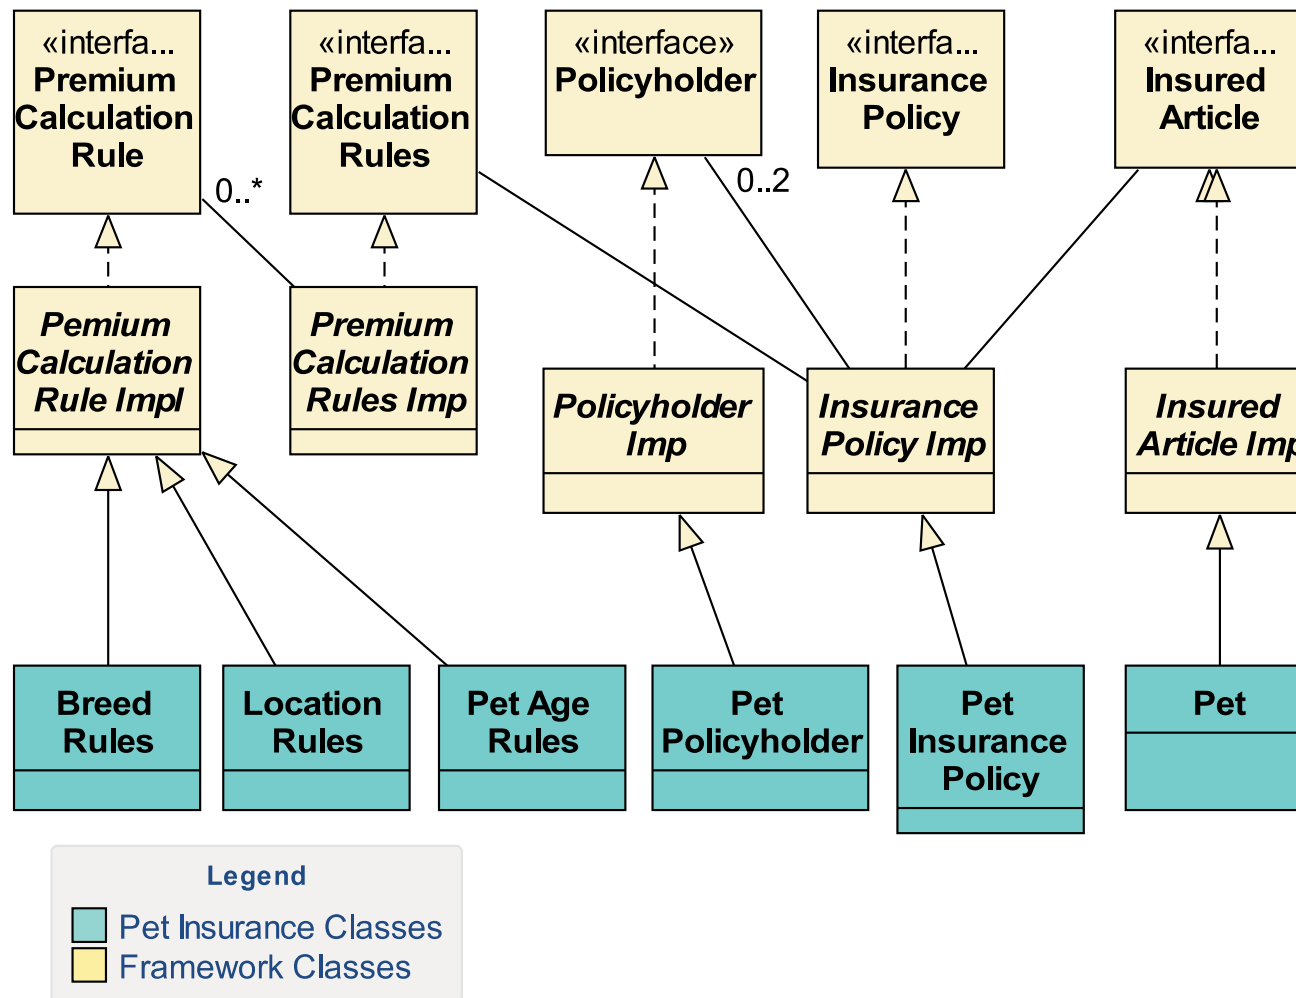 «interfa...
Premium
Calculation
Rule
«interfa...
Premium
Calculation
Rules
«interface»
Policyholder
«interfa...
Insurance
Policy
«interfa...
Insured
Article
0..*
0..2
Pemium
Calculation
Rule Impl
Premium
Calculation
Rules Imp
Policyholder
Imp
Insurance
Policy Imp
Insured
Article Imp
Breed
Rules
Location
Rules
Pet Age
Rules
Pet
Policyholder
Pet
Insurance
Policy
Pet
Legend
Pet Insurance Classes
Framework Classes